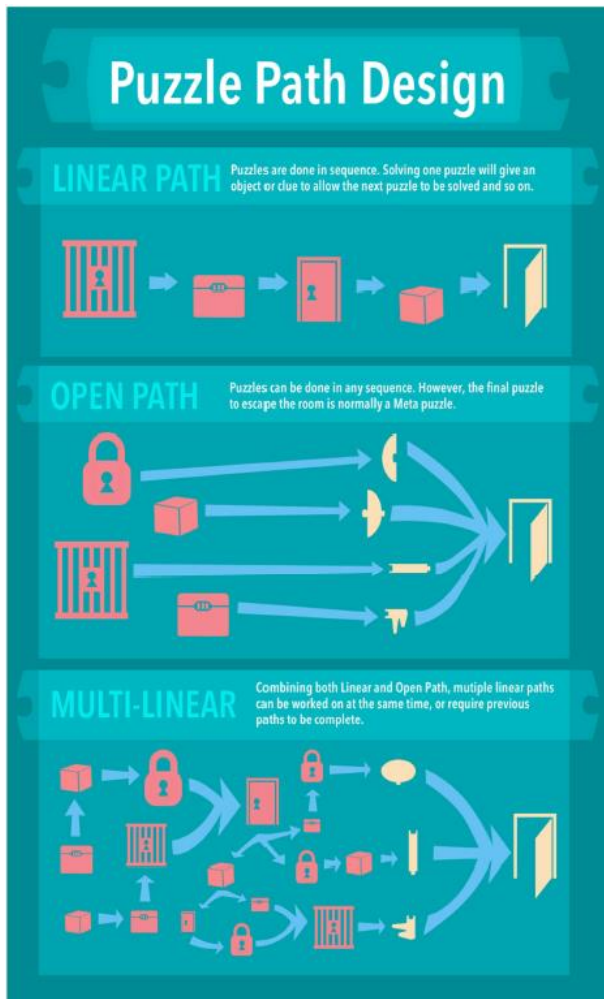 Puzzle Path Design
LINEAR PATH
Puzzles are done in sequence. Solving one puzzle will give an
object or clue to allow the next puzzle to be solved and so on.
OPEN PATH
Puzzles can be done in any sequence. However, the final puzzle
to escape the room is normally a Meta puzzle.
MULTI-LINEAR
Combining both Linear and Open Path, mutiple linear paths
can be worked on at the same time, or require previous
paths to be complete.